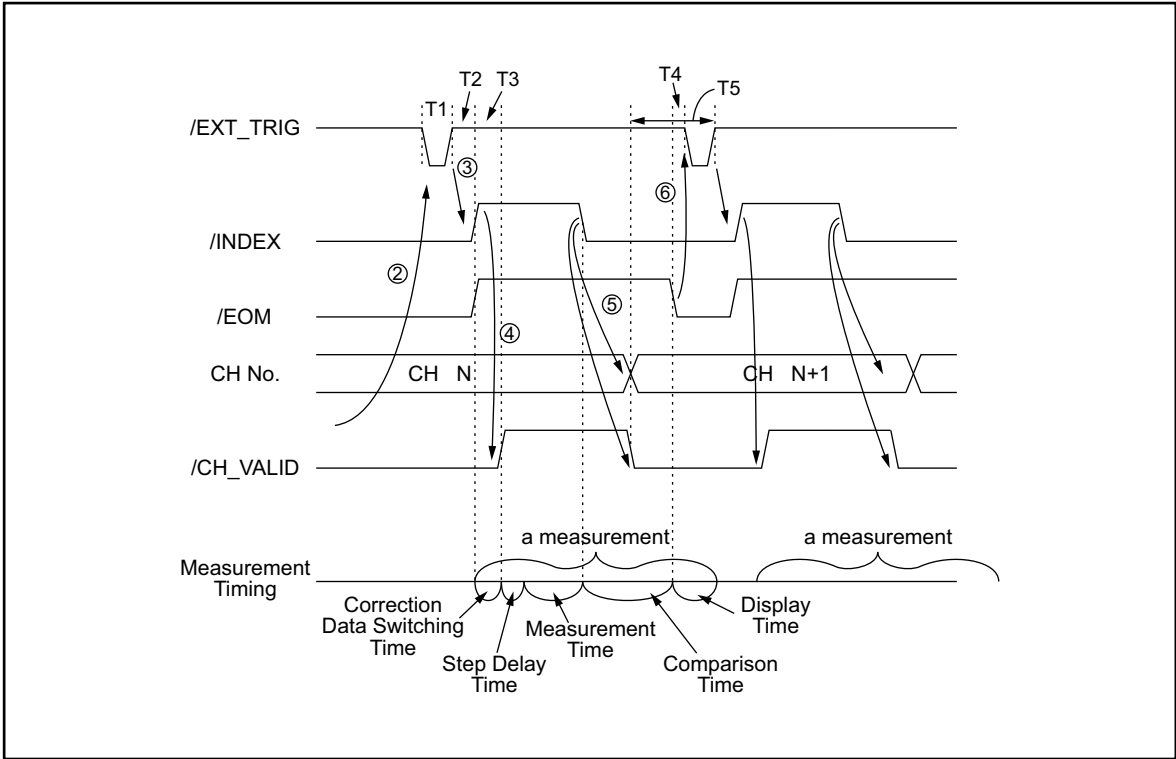 T1
T2
T3
T4
T5
/EXT_TRIG
③
⑥
/INDEX
②
/EOM
⑤
④
CH No.
CH N
CH N+1
/CH_VALID
a measurement
a measurement
Measurement
Timing
Correction
Data Switching
Time
Step Delay
Time
Measurement
Time
Comparison
Time
Display
Time